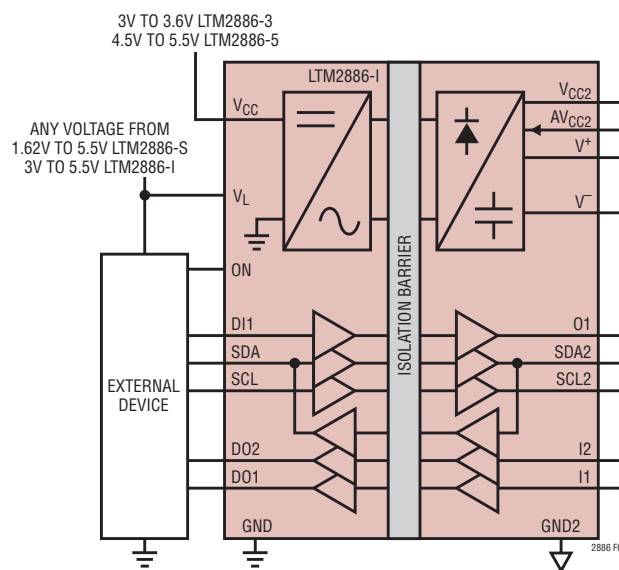 3V TO 3.6V LTM2886-3
4.5V TO 5.5V LTM2886-5
LTM2886-I
VCC
VCC2
AVCC2
V+
V−
ANY VOLTAGE FROM
1.62V TO 5.5V LTM2886-S
3V TO 5.5V LTM2886-I
VL
ON
ISOLATION BARRIER
DI1
O1
SDA
SDA2
SCL
SCL2
EXTERNAL
DEVICE
DO2
I2
DO1
I1
GND
GND2
2886